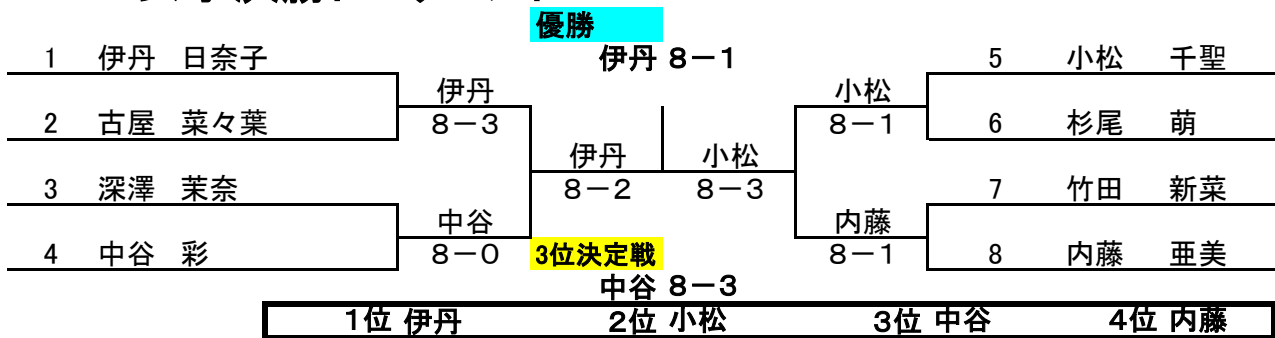 優勝
伊丹 8－1
1 伊丹 日奈子
5 小松 千聖
伊丹
小松
2 古屋 菜々葉
8－3
8－1
6 杉尾 萌
伊丹
小松
3 深澤 茉奈
8－2
8－3
7 竹田 新菜
中谷
内藤
4 中谷 彩
8－0
3位決定戦
8－1
8 内藤 亜美
中谷 8－3
1位 伊丹 2位 小松 3位 中谷 4位 内藤